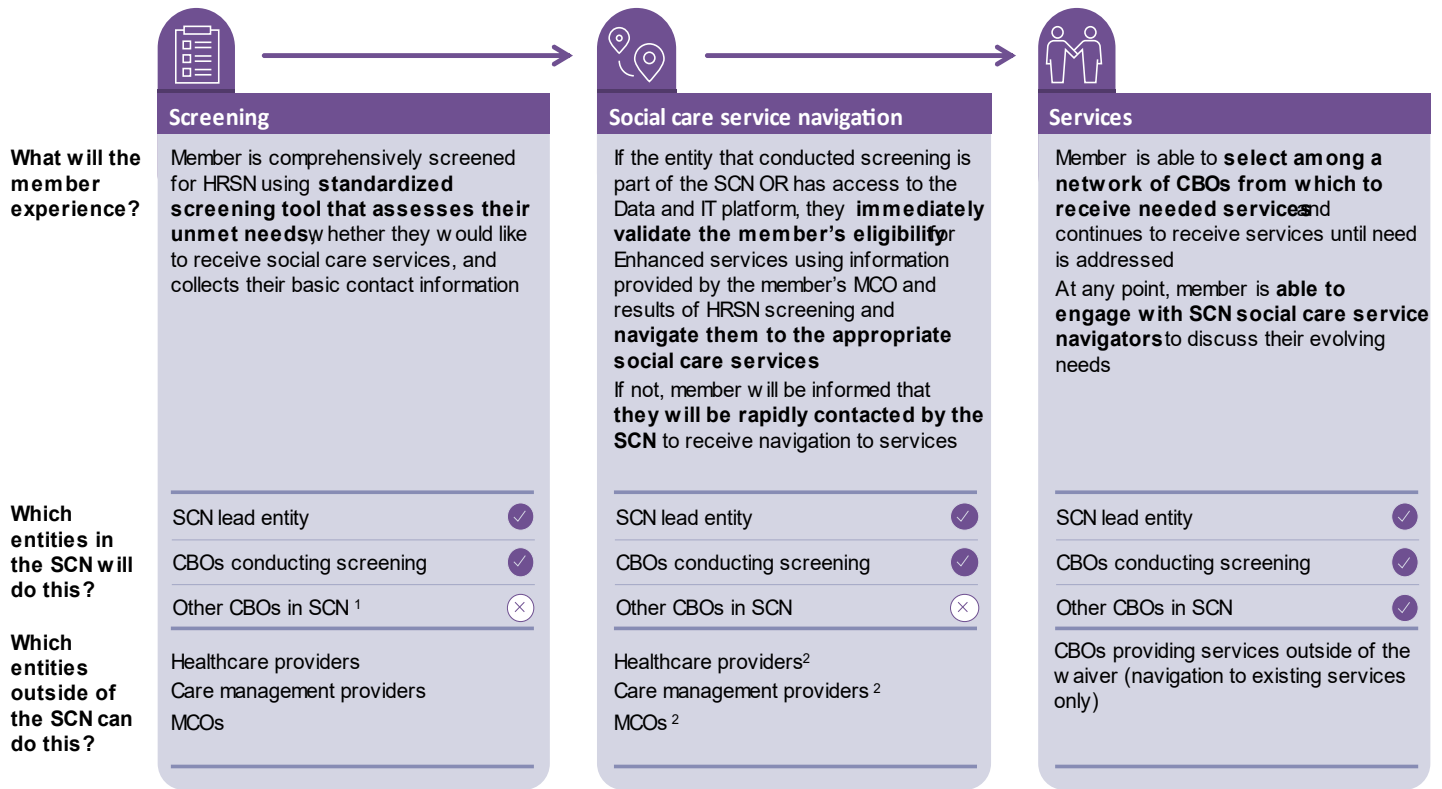 Screening
Social care service navigation
Services
What will the
member
experience?
Member is comprehensively screened
for HRSN using standardized
screening tool that assesses their
unmet needs, whether they would like
to receive social care services, and
collects their basic contact information
If the entity that conducted screening is
part of the SCN OR has access to the
Data and IT platform, they immediately
validate the member's eligibility for
Enhanced services using information
provided by the member's MCO and
results of HRSN screening and
navigate them to the appropriate
social care services
If not, member will be informed that
they will be rapidly contacted by the
SCN to receive navigation to services
Member is able to select among a
network of CBOs from which to
receive needed services and
continues to receive services until need
is addressed
At any point, member is able to
engage with SCN social care service
navigators to discuss their evolving
needs
Which
entities in
the SCN will
do this?
SCN lead entity
CBOs conducting screening
Other CBOs in SCN 1
SCN lead entity
CBOs conducting screening
Other CBOs in SCN
SCN lead entity
CBOs conducting screening
Other CBOs in SCN
Which
entities
outside of
the SCN can
do this?
Healthcare providers
Care management providers
MCOs
Healthcare providers2
Care management providers 2
MCOs 2
CBOs providing services outside of the
waiver (navigation to existing services
only)